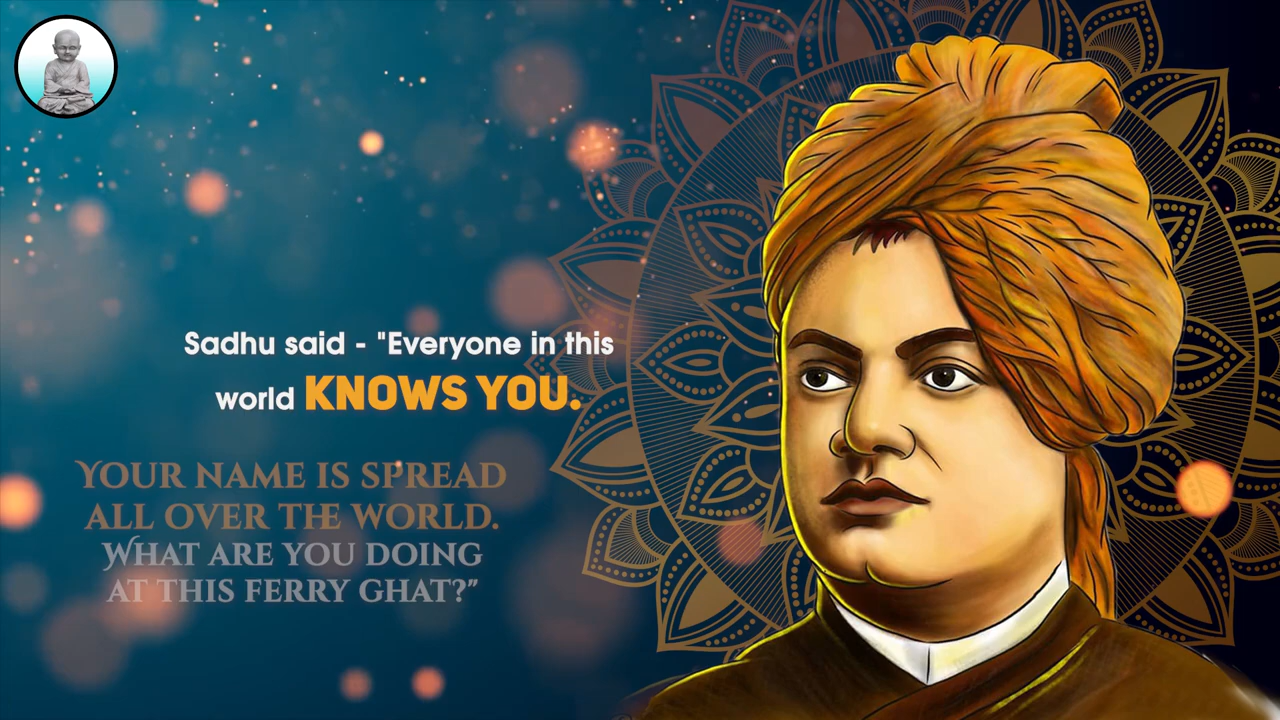 Sadhu said - "Everyone in this
world KNOWS YOU.
YOUR NAME IS SPREAD
ALL OVER THE WORLD.
WHAT ARE YOU DOING
AT THIS FERRY GHAT?"